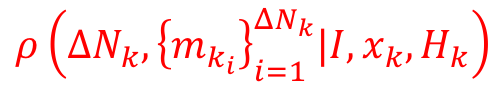 ρ(ΔN_k, {m_{k_i}}_{i=1}^{ΔN_k} | I, x_k, H_k)